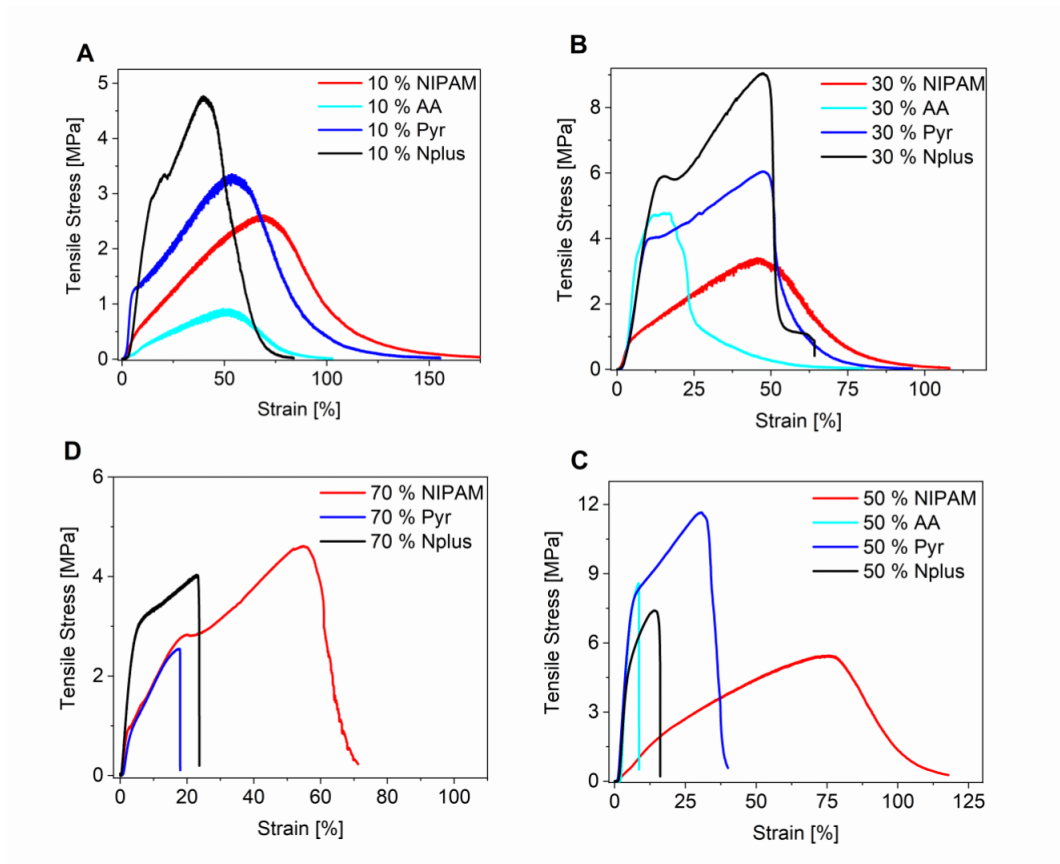 A
10 % NIPAM
10 % AA
10 % Pyr
10 % Nplus
Tensile Stress [MPa]
5
4
3
2
1
0
0 50 100 150
Strain [%]
B
30 % NIPAM
30 % AA
30 % Pyr
30 % Nplus
Tensile Stress [MPa]
8
6
4
2
0
0 25 50 75 100
Strain [%]
D
70 % NIPAM
70 % Pyr
70 % Nplus
Tensile Stress [MPa]
6
4
2
0
0 20 40 60 80 100
Strain [%]
C
50 % NIPAM
50 % AA
50 % Pyr
50 % Nplus
Tensile Stress [MPa]
12
9
6
3
0
0 25 50 75 100 125
Strain [%]